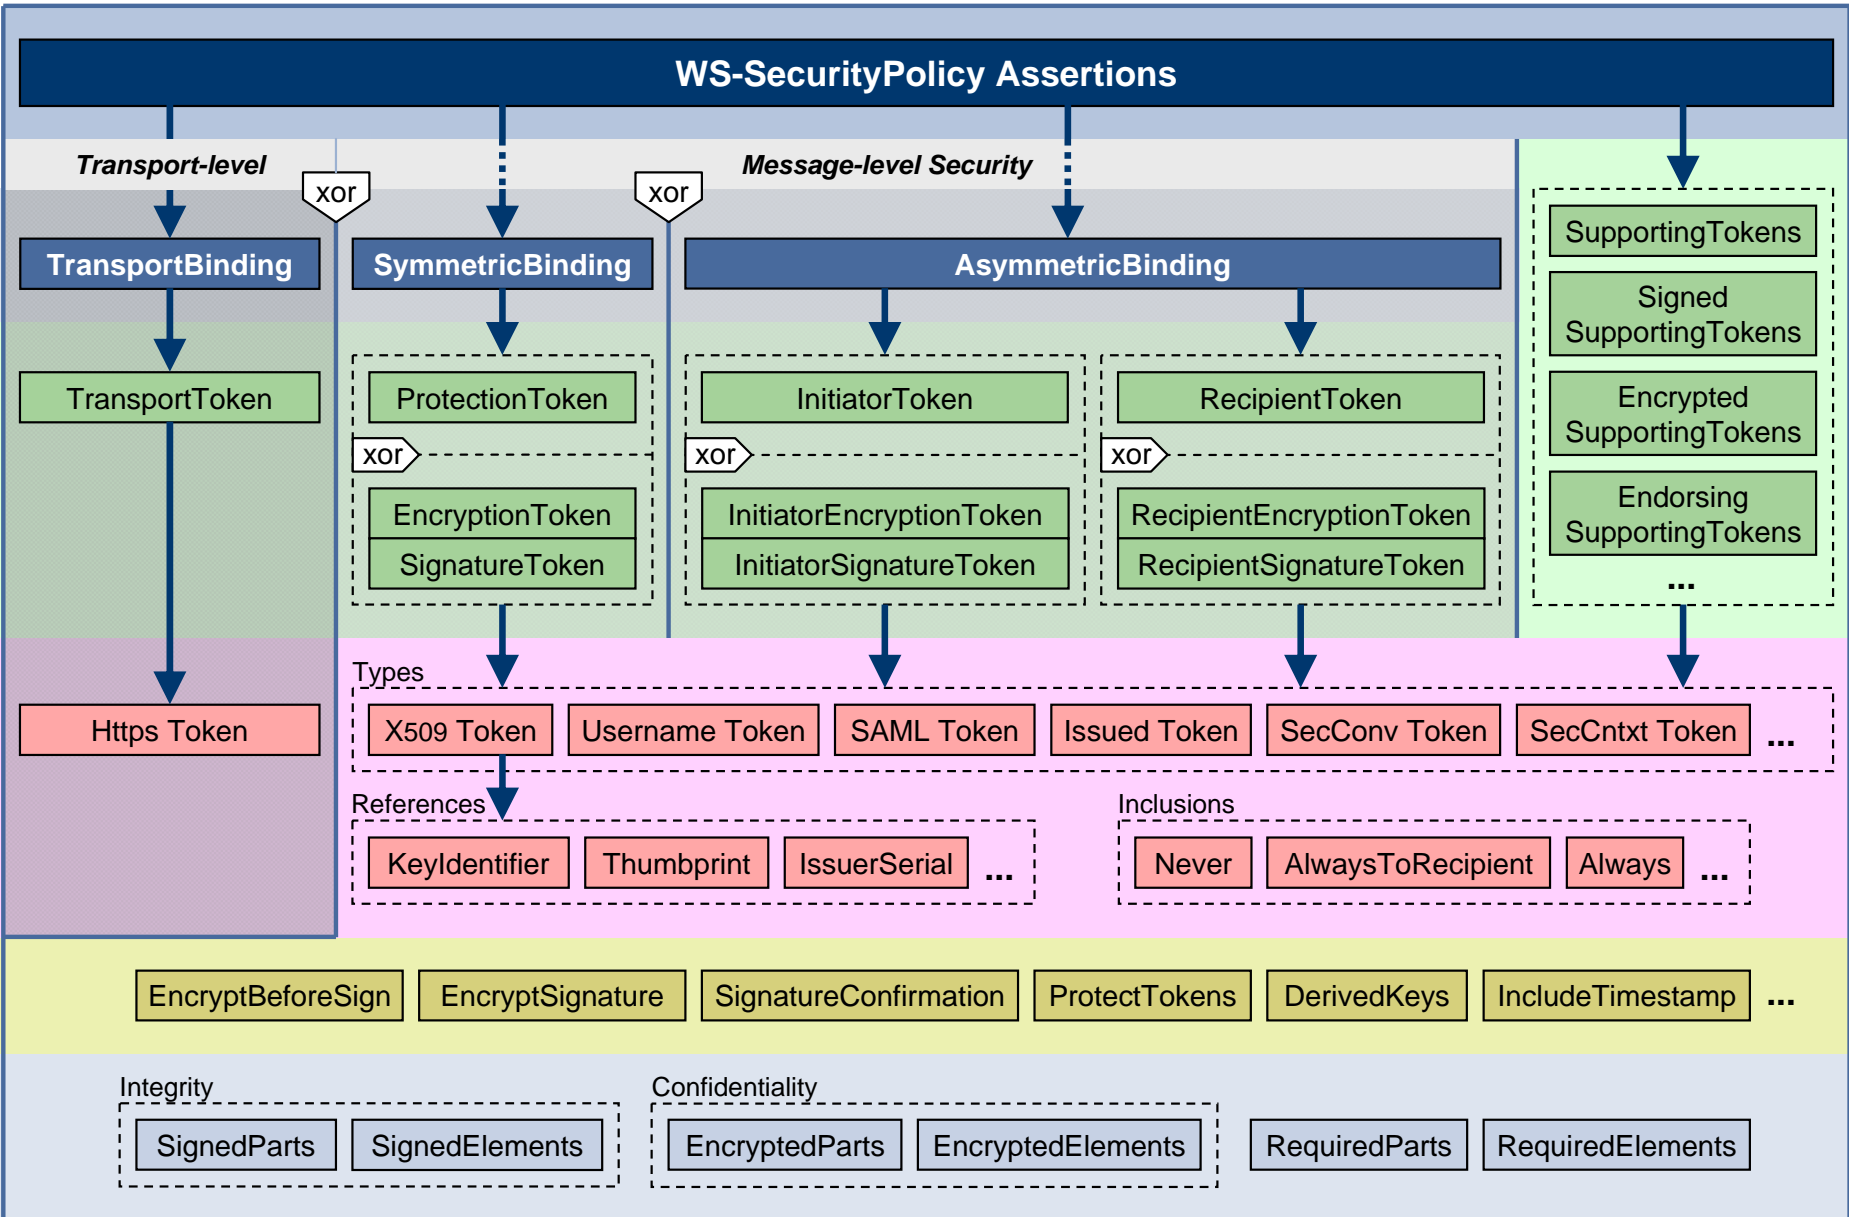 WS-SecurityPolicy Assertions
Transport-level
Message-level Security
xor
xor
TransportBinding
SymmetricBinding
AsymmetricBinding
SupportingTokens
Signed
SupportingTokens
Encrypted
SupportingTokens
Endorsing
SupportingTokens
...
TransportToken
ProtectionToken
InitiatorToken
RecipientToken
xor
xor
xor
EncryptionToken
SignatureToken
InitiatorEncryptionToken
InitiatorSignatureToken
RecipientEncryptionToken
RecipientSignatureToken
Types
Https Token
X509 Token
Username Token
SAML Token
Issued Token
SecConv Token
SecCntxt Token
...
References
KeyIdentifier
Thumbprint
IssuerSerial
...
Inclusions
Never
AlwaysToRecipient
Always
...
EncryptBeforeSign
EncryptSignature
SignatureConfirmation
ProtectTokens
DerivedKeys
IncludeTimestamp
...
Integrity
SignedParts
SignedElements
Confidentiality
EncryptedParts
EncryptedElements
RequiredParts
RequiredElements